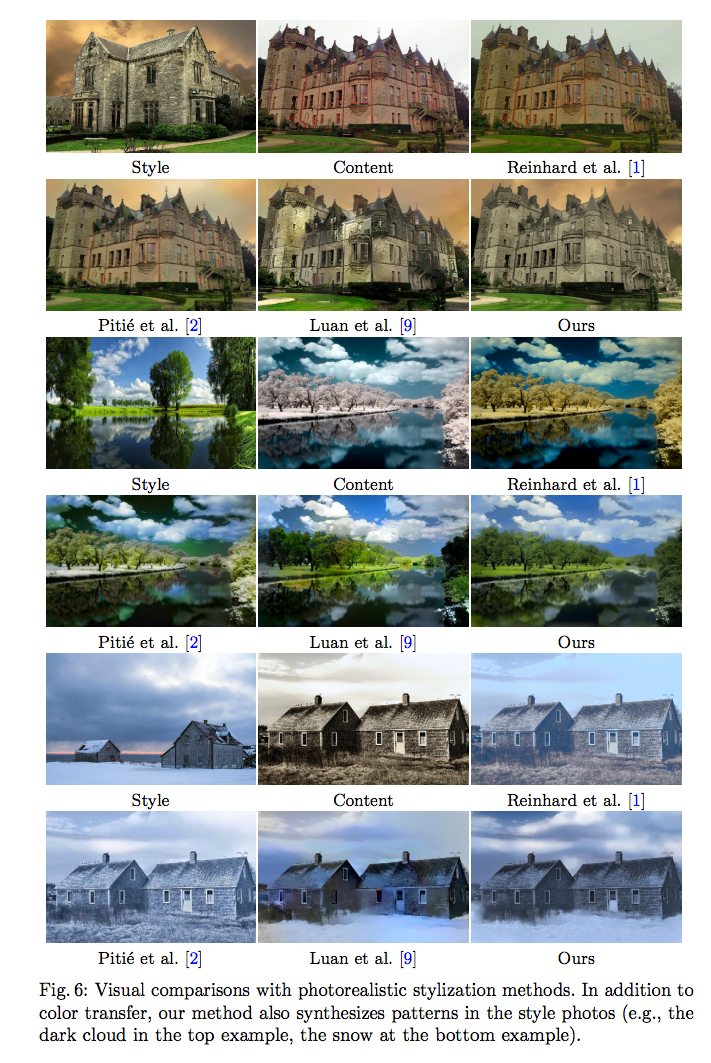 Style Content Reinhard et al. [1]
Pitié et al. [2] Luan et al. [9] Ours
Style Content Reinhard et al. [1]
Pitié et al. [2] Luan et al. [9] Ours
Style Content Reinhard et al. [1]
Pitié et al. [2] Luan et al. [9] Ours
Fig. 6: Visual comparisons with photorealistic stylization methods. In addition to
color transfer, our method also synthesizes patterns in the style photos (e.g., the
dark cloud in the top example, the snow at the bottom example).